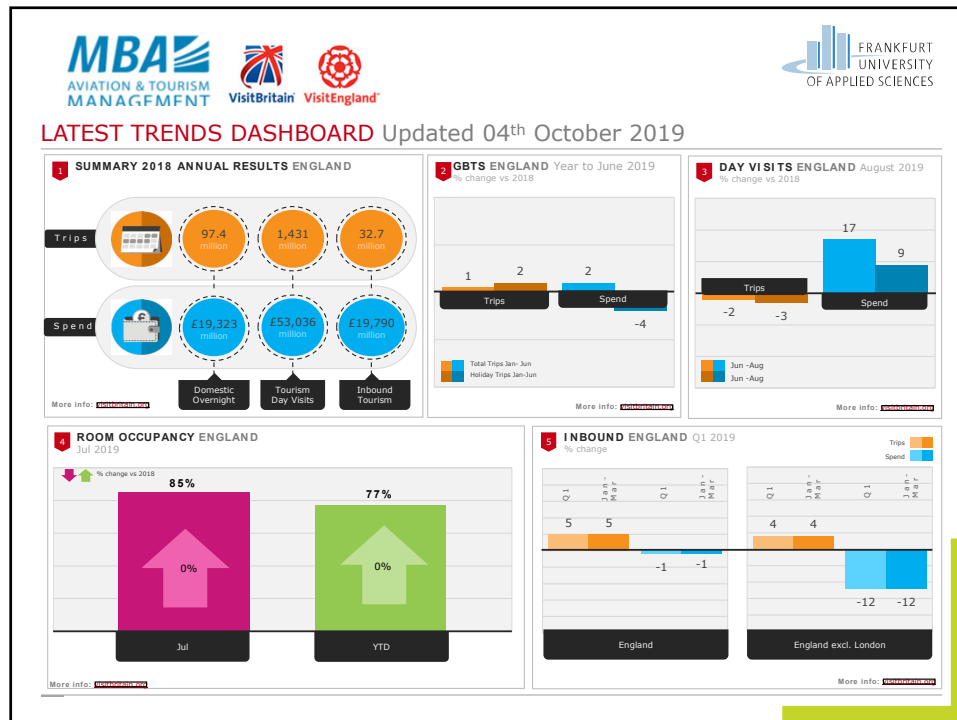 MBA
AVIATION & TOURISM
MANAGEMENT
VisitBritain VisitEngland
FRANKFURT
UNIVERSITY
OF APPLIED SCIENCES
LATEST TRENDS DASHBOARD Updated 04th October 2019
1 SUMMARY 2018 ANNUAL RESULTS ENGLAND
Trips
97.4 million
1,431 million
32.7 million
Spend
£
£19,323 million
£53,036 million
£19,790 million
Domestic Overnight
Tourism Day Visits
Inbound Tourism
More info:
2 GBTS ENGLAND Year to June 2019
% change vs 2018
1 2 2
Trips Spend
-4
Total Trips Jan- Jun
Holiday Trips Jan-Jun
More info:
3 DAY VISITS ENGLAND August 2019
% change vs 2018
17
9
Trips
Spend
-2 -3
Jun -Aug
Jun -Aug
More info:
4 ROOM OCCUPANCY ENGLAND
Jul 2019
% change vs 2018
85% 77%
0% 0%
Jul YTD
More info:
5 INBOUND ENGLAND Q1 2019
% change
Trips
Spend
Q1 Jan-Mar Q1 Jan-Mar
5 5
-1 -1
England
Q1 Jan-Mar Q1 Jan-Mar
4 4
-12 -12
England excl. London
More info: